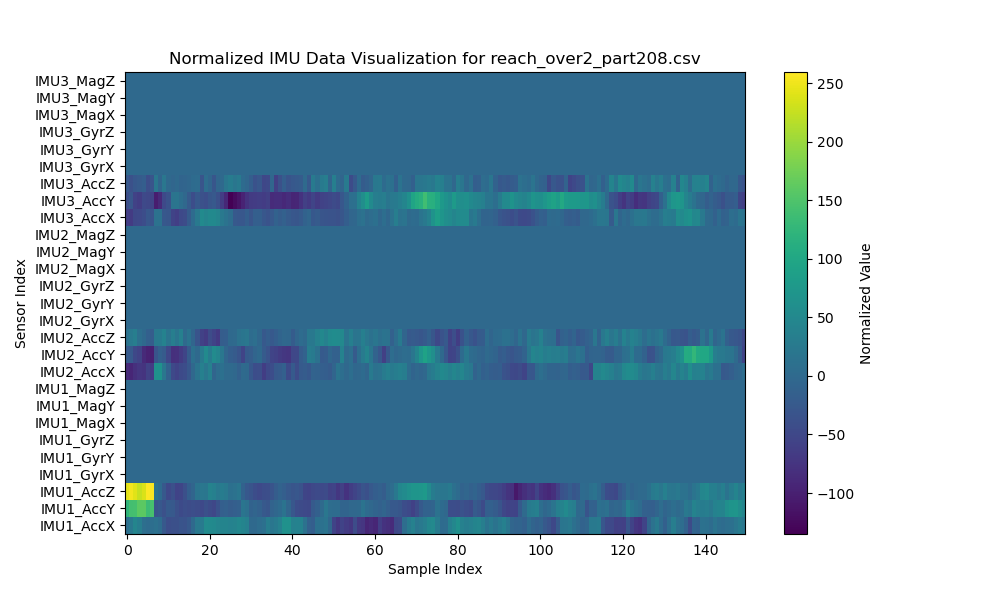 Normalized IMU Data Visualization for reach_over2_part208.csv
IMU3_MagZ
IMU3_MagY
IMU3_MagX
IMU3_GyrZ
IMU3_GyrY
IMU3_GyrX
IMU3_AccZ
IMU3_AccY
IMU3_AccX
IMU2_MagZ
IMU2_MagY
IMU2_MagX
IMU2_GyrZ
IMU2_GyrY
IMU2_GyrX
IMU2_AccZ
IMU2_AccY
IMU2_AccX
IMU1_MagZ
IMU1_MagY
IMU1_MagX
IMU1_GyrZ
IMU1_GyrY
IMU1_GyrX
IMU1_AccZ
IMU1_AccY
IMU1_AccX
Sensor Index
0 20 40 60 80 100 120 140
Sample Index
250
200
150
100
50
0
−50
−100
Normalized Value